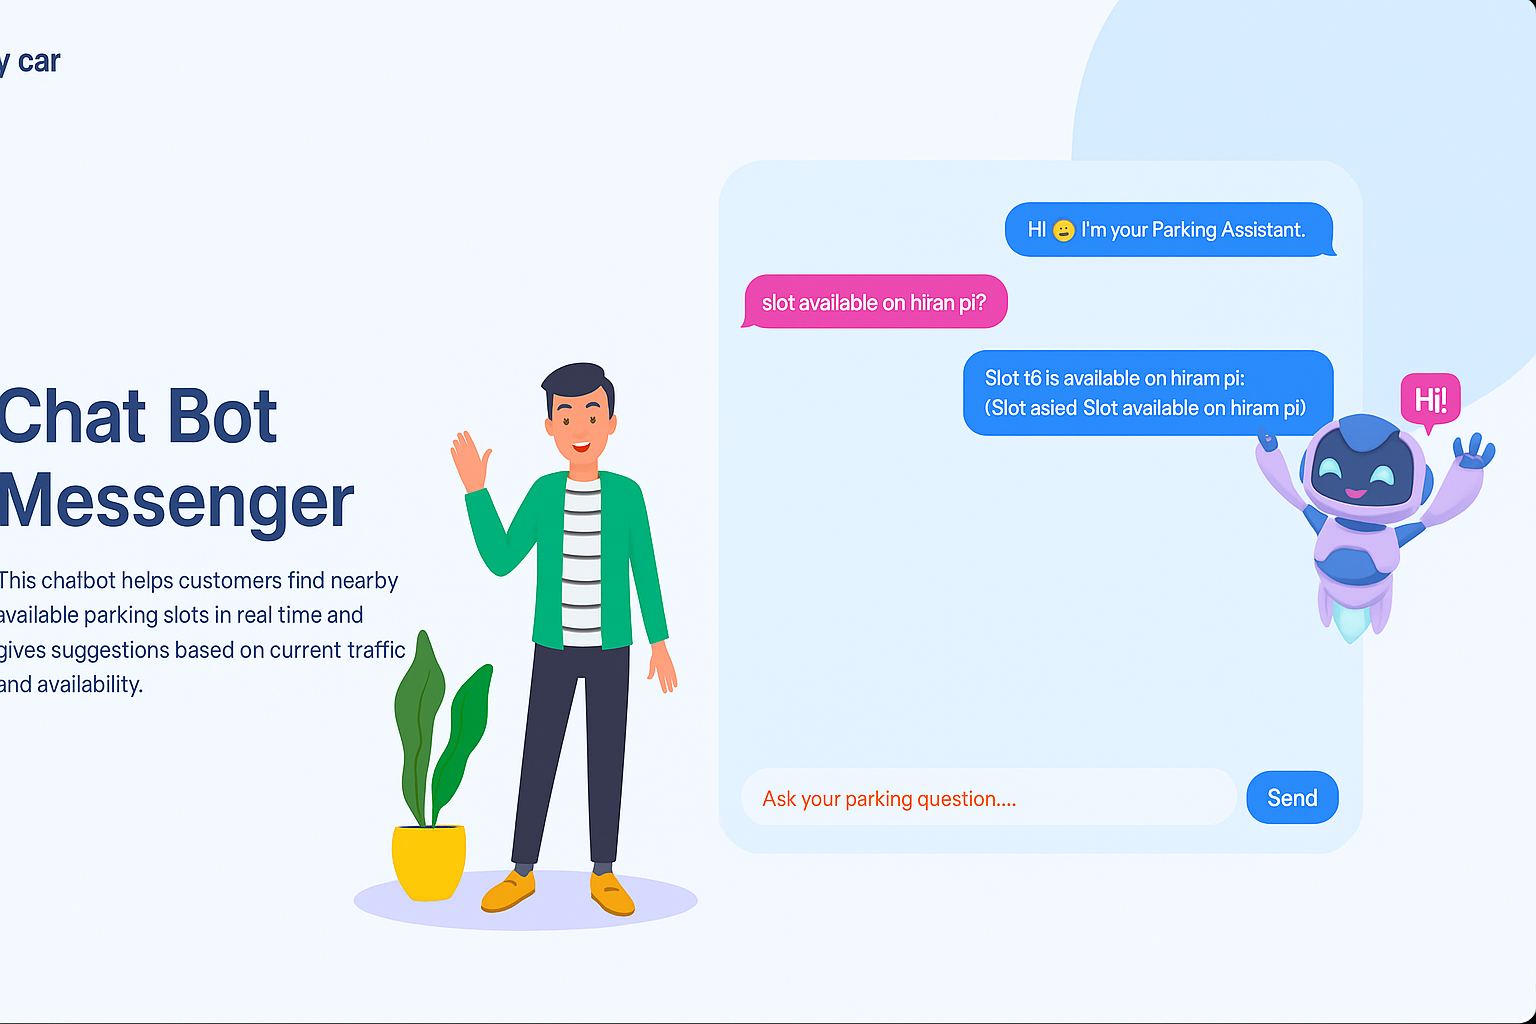 y car
Chat Bot
Messenger
This chatbot helps customers find nearby
available parking slots in real time and
gives suggestions based on current traffic
and availability.
HI 😐 I'm your Parking Assistant.
slot available on hiran pi?
Slot t6 is available on hiram pi:
(Slot asied Slot available on hiram pi)
Hi!
Ask your parking question....
Send